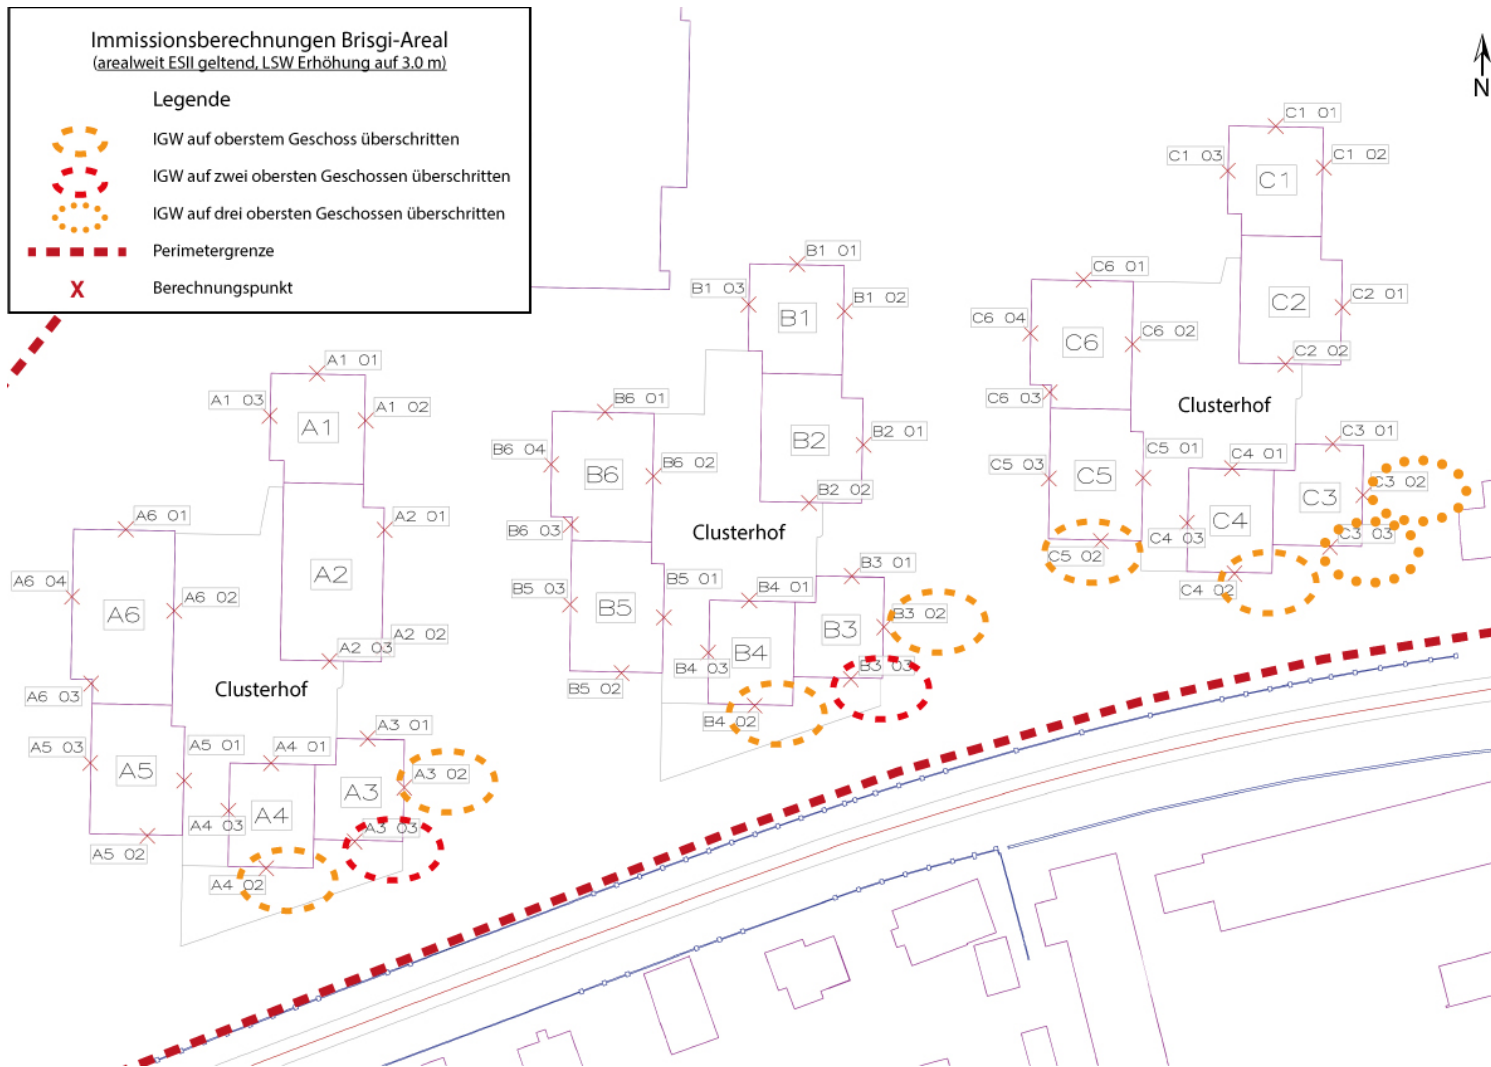 Immissionsberechnungen Brisgi-Areal
(arealweit ESII geltend, LSW Erhöhung auf 3.0 m)
Legende
IGW auf oberstem Geschoss überschritten
IGW auf zwei obersten Geschossen überschritten
IGW auf drei obersten Geschossen überschritten
Perimetergrenze
X Berechnungspunkt
N
A1 01
A1 03
A1 02
A1
A6 01
A2 01
A6 04
A6 02
A6
A2
A2 02
A2 03
A6 03
Clusterhof
A3 01
A5 03
A5 01
A4 01
A5
A3
A3 02
A4
A4 03
A3 03
A5 02
A4 02
B1 01
B1 03
B1 02
B1
B6 01
B2
B2 01
B6 04
B6 02
B6
B2 02
B6 03
Clusterhof
B3 01
B5 01
B4 01
B5 03
B5
B3
B3 02
B4
B4 03
B3 03
B5 02
B4 02
C1 01
C1 03
C1 02
C1
C6 01
C2
C2 01
C6 04
C6 02
C6
C2 02
C6 03
Clusterhof
C3 01
C5 03
C5 01
C4 01
C5
C3
C3 02
C4
C4 03
C3 03
C5 02
C4 02